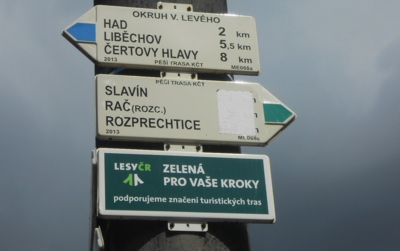 OKRUH V. LEVÉHO
HAD 2 km
LIBĚCHOV 5,5 km
ČERTOVY HLAVY 8 km
2013 PĚŠÍ TRASA KČT
PĚŠÍ TRASA KČT
SLAVÍN
RAČ (ROZC.)
ROZPRECHTICE
2013
LESY ČR ZELENÁ
PRO VAŠE KROKY
podporujeme značení turistických tras